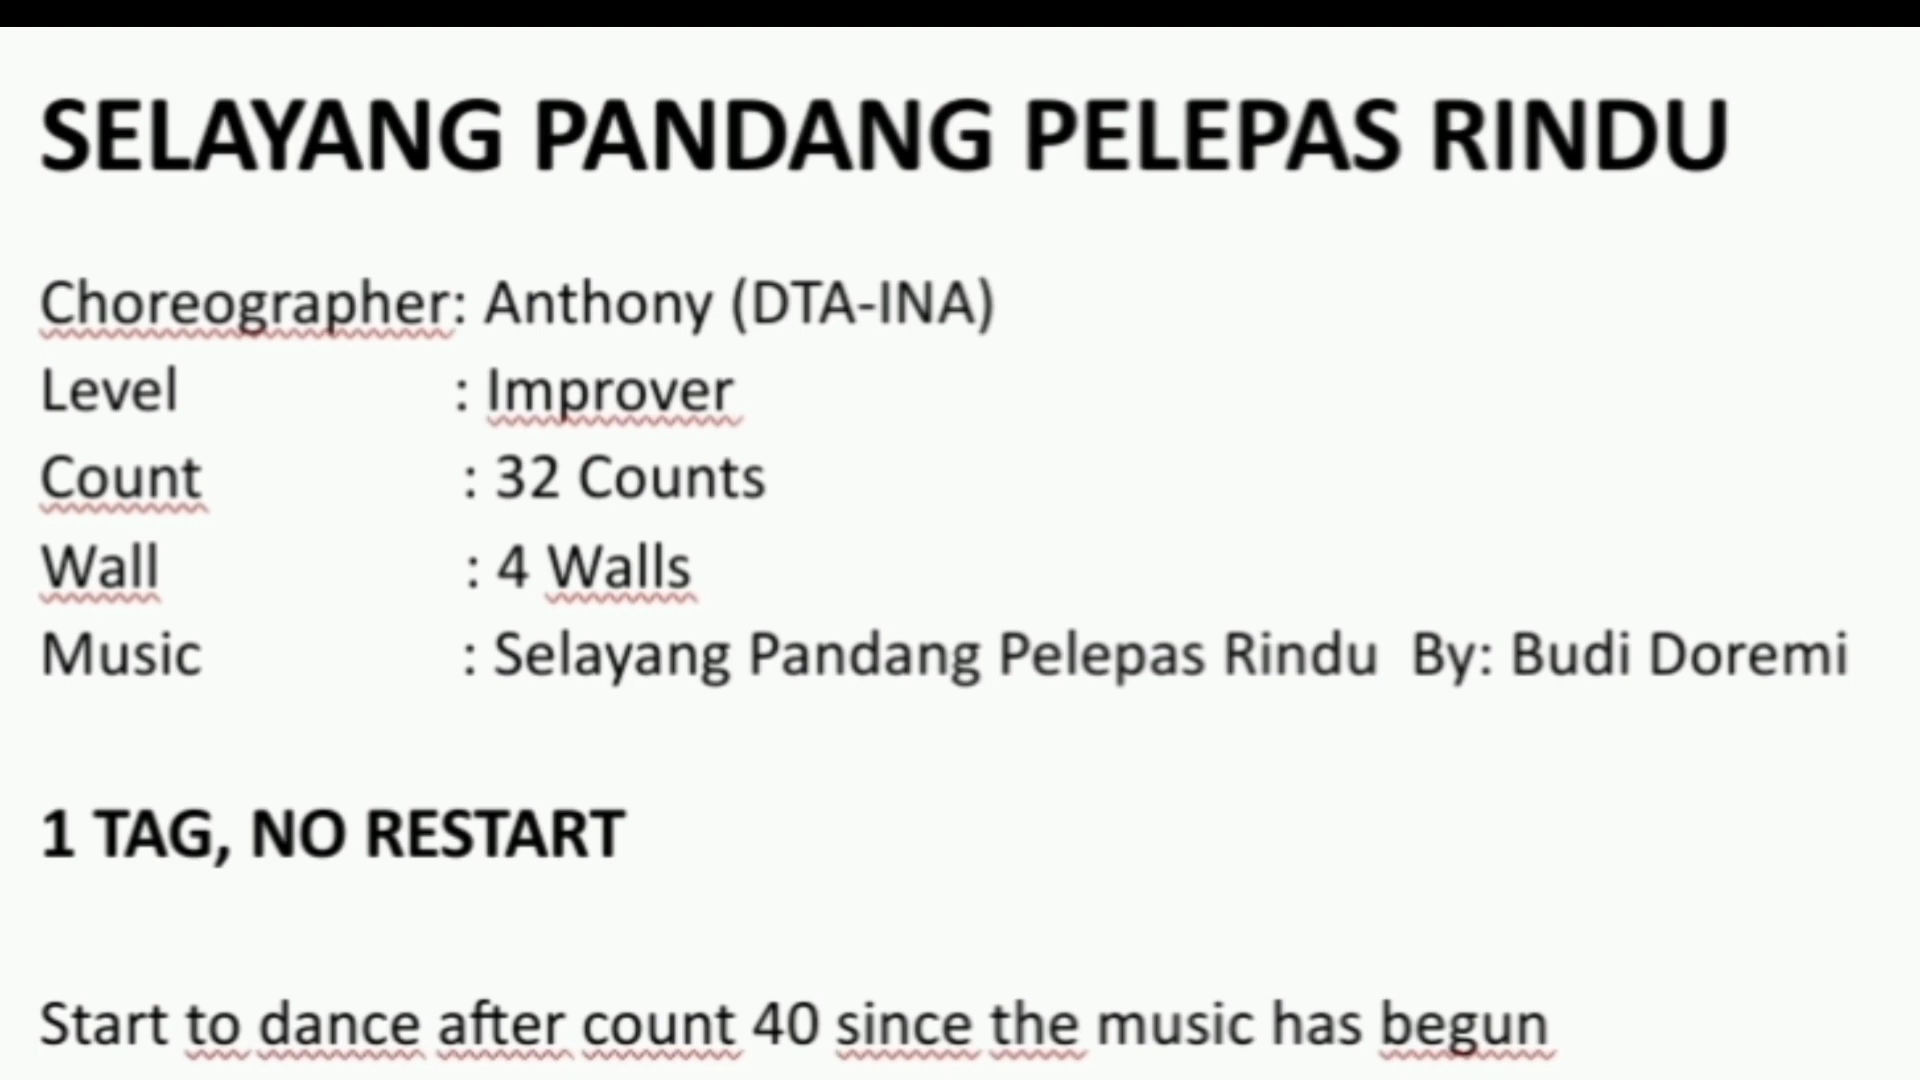 SELAYANG PANDANG PELEPAS RINDU
Choreographer: Anthony (DTA-INA)
Level : Improver
Count : 32 Counts
Wall : 4 Walls
Music : Selayang Pandang Pelepas Rindu By: Budi Doremi
1 TAG, NO RESTART
Start to dance after count 40 since the music has begun